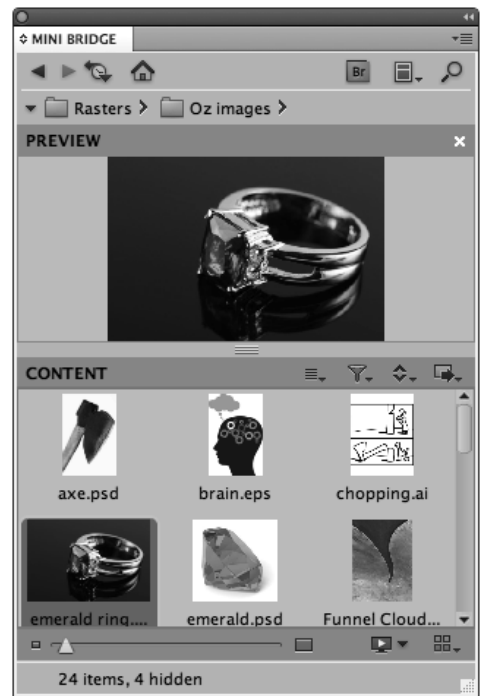 MINI BRIDGE
Br
Rasters > Oz images >
PREVIEW
CONTENT
axe.psd brain.eps chopping.ai
emerald ring.... emerald.psd Funnel Cloud...
24 items, 4 hidden